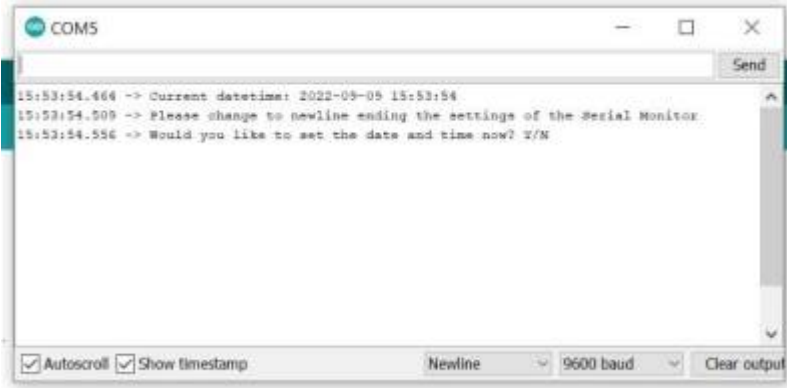 COM5
Send
15:53:54.464 -> Current datetime: 2022-09-09 15:53:54
15:53:54.509 -> Please change to newline ending the settings of the Serial Monitor
15:53:54.556 -> Would you like to set the date and time now? Y/N
Autoscroll Show timestamp Newline 9600 baud Clear output